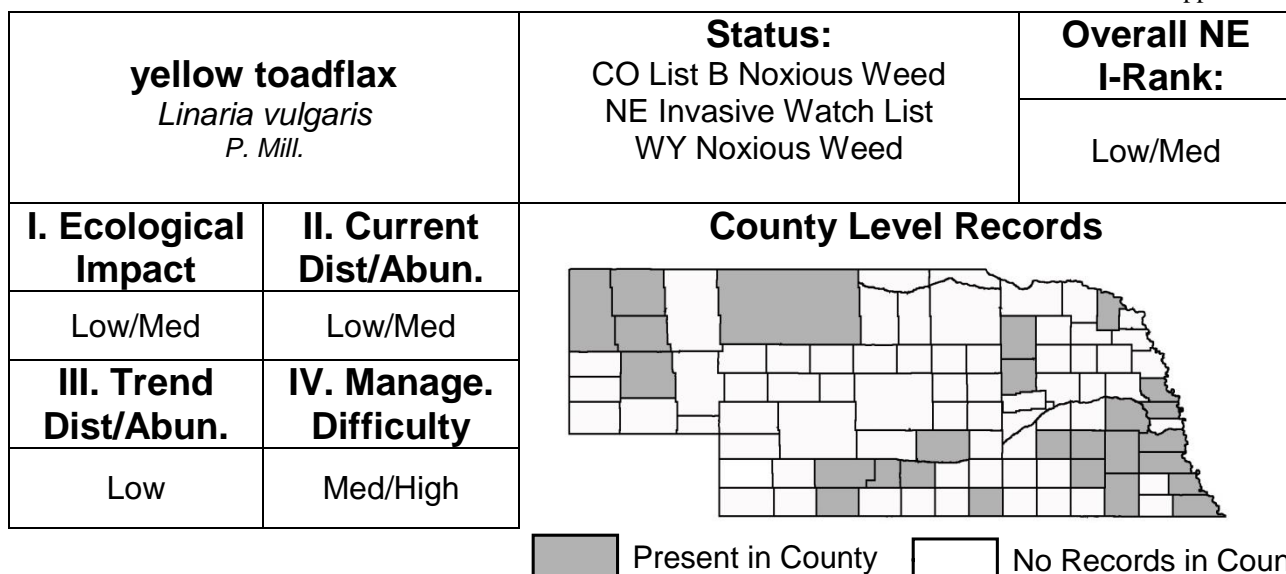 yellow toadflax
Linaria vulgaris
P. Mill.
Status:
CO List B Noxious Weed
NE Invasive Watch List
WY Noxious Weed
Overall NE
I-Rank:
Low/Med
I. Ecological
Impact
II. Current
Dist/Abun.
Low/Med
Low/Med
III. Trend
Dist/Abun.
IV. Manage.
Difficulty
Low
Med/High
County Level Records
Present in County
No Records in Coun